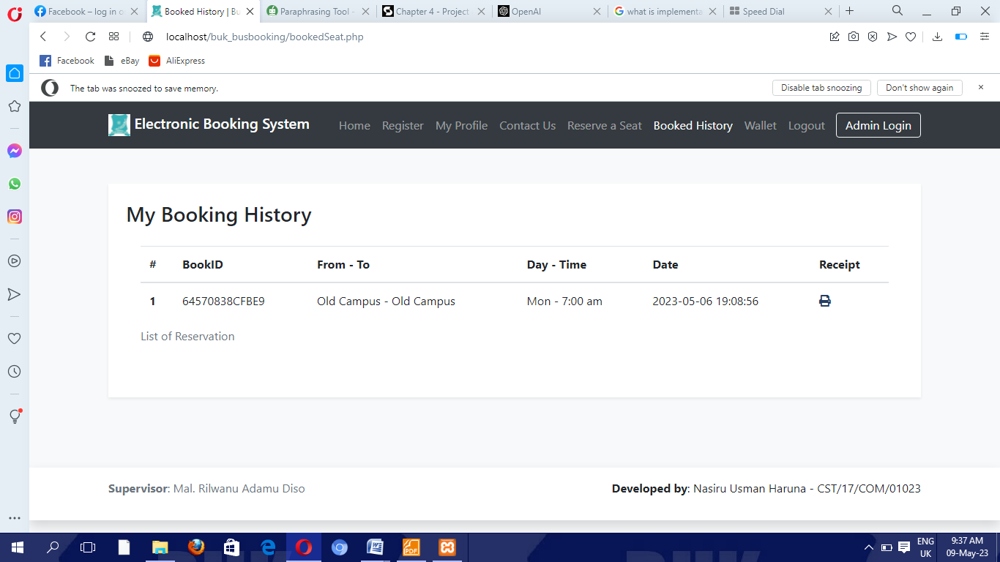 Facebook – log in o
Booked History | Bu
Paraphrasing Tool -
Chapter 4 - Project
OpenAI
what is implementa
Speed Dial
localhost/buk_busbooking/bookedSeat.php
Facebook
eBay
AliExpress
The tab was snoozed to save memory.
Disable tab snoozing
Don't show again
Electronic Booking System
Home
Register
My Profile
Contact Us
Reserve a Seat
Booked History
Wallet
Logout
Admin Login
My Booking History
# BookID From - To Day - Time Date Receipt
1 64570838CFBE9 Old Campus - Old Campus Mon - 7:00 am 2023-05-06 19:08:56
List of Reservation
Supervisor: Mal. Rilwanu Adamu Diso
Developed by: Nasiru Usman Haruna - CST/17/COM/01023
ENG
UK
9:37 AM
09-May-23